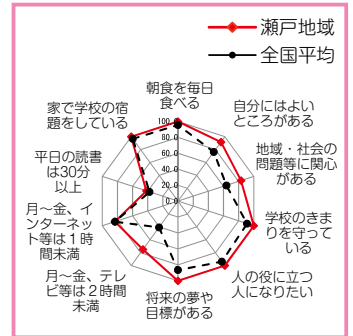 瀬戸地域
全国平均
朝食を毎日
食べる
自分にはよい
ところがある
地域・社会の
問題等に関心
がある
学校のきま
りを守って
いる
人の役に立つ
人になりたい
将来の夢や
目標がある
月～金、テレ
ビ等は２時間
未満
月～金、イン
ターネッ
ト等は１時
間未満
平日の読書
は30分
以上
家で学校の宿
題をしている
100.0
80.0
60.0
40.0
20.0
0.0